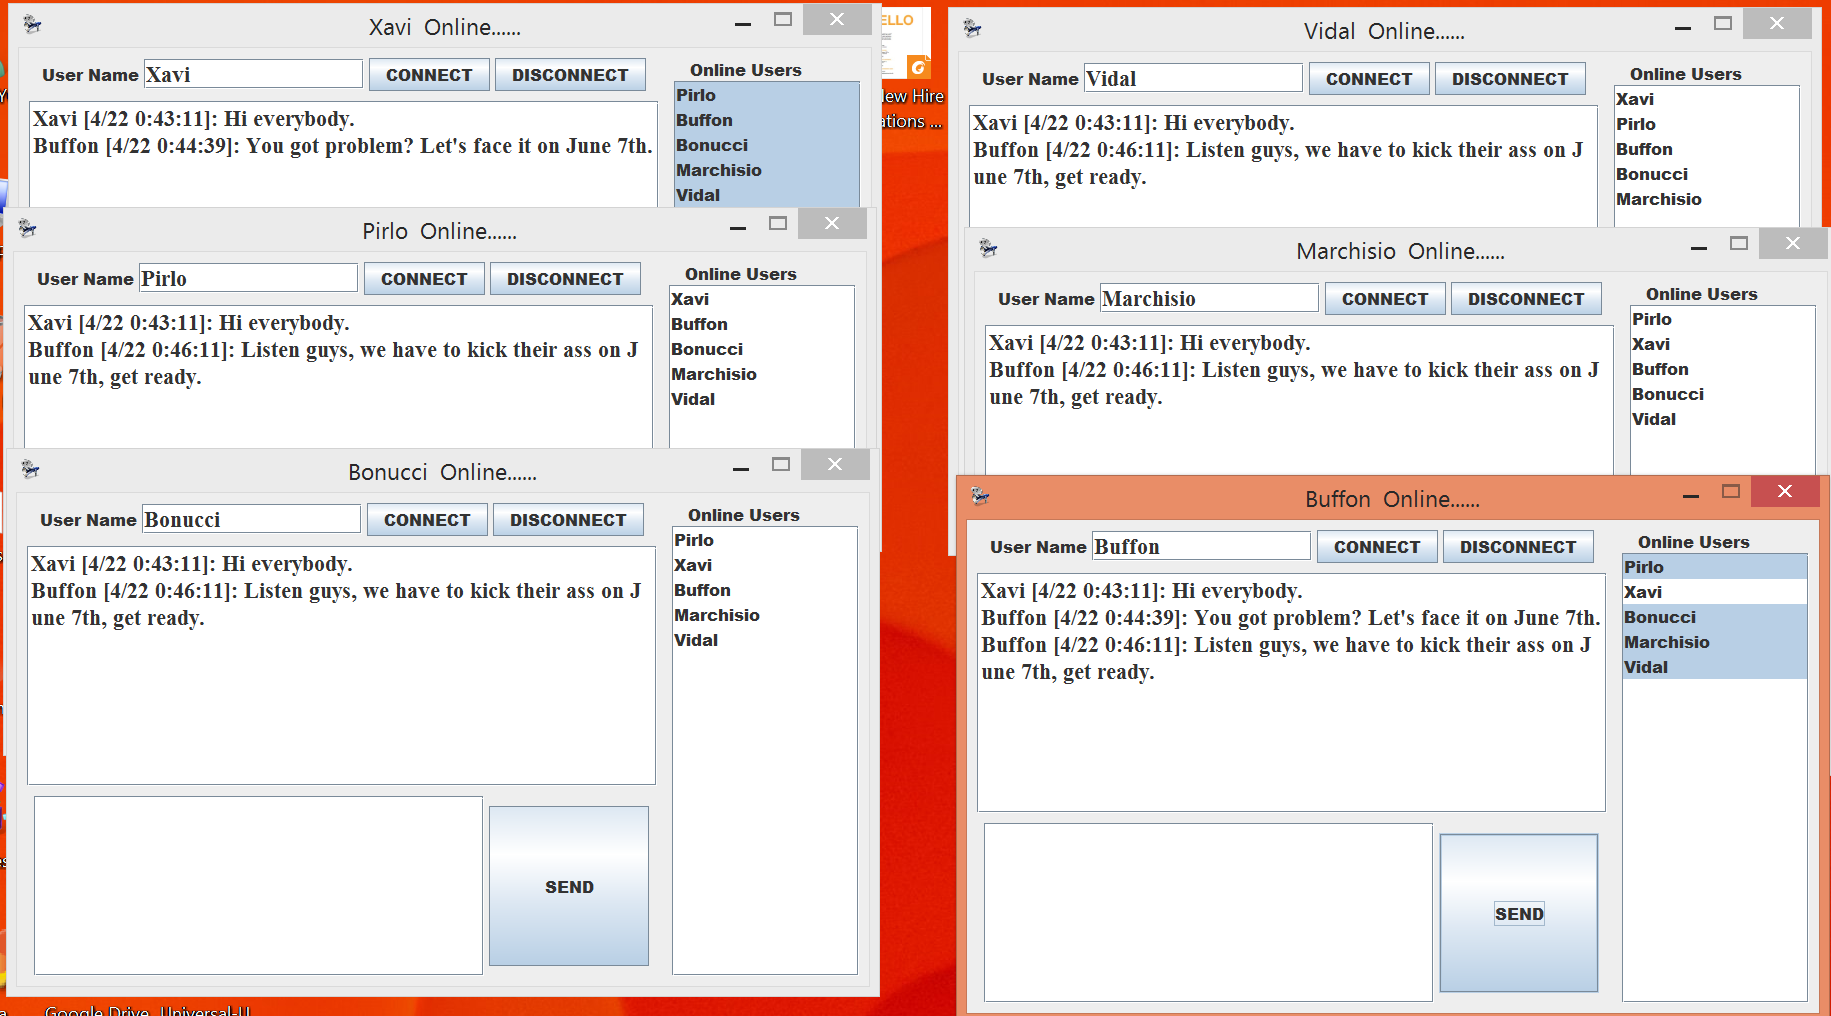 Xavi Online......
User Name Xavi CONNECT DISCONNECT
Online Users
Xavi [4/22 0:43:11]: Hi everybody.
Buffon [4/22 0:44:39]: You got problem? Let's face it on June 7th.
Pirlo
Buffon
Bonucci
Marchisio
Vidal
Pirlo Online......
User Name Pirlo CONNECT DISCONNECT
Online Users
Xavi [4/22 0:43:11]: Hi everybody.
Buffon [4/22 0:46:11]: Listen guys, we have to kick their ass on J
une 7th, get ready.
Xavi
Buffon
Bonucci
Marchisio
Vidal
Bonucci Online......
User Name Bonucci CONNECT DISCONNECT
Online Users
Xavi [4/22 0:43:11]: Hi everybody.
Buffon [4/22 0:46:11]: Listen guys, we have to kick their ass on J
une 7th, get ready.
Pirlo
Xavi
Buffon
Marchisio
Vidal
SEND
Google Drive Universal-U
ELLO
ew Hire
ations ...
Vidal Online......
User Name Vidal CONNECT DISCONNECT
Online Users
Xavi [4/22 0:43:11]: Hi everybody.
Buffon [4/22 0:46:11]: Listen guys, we have to kick their ass on J
une 7th, get ready.
Xavi
Pirlo
Buffon
Bonucci
Marchisio
Marchisio Online......
User Name Marchisio CONNECT DISCONNECT
Online Users
Xavi [4/22 0:43:11]: Hi everybody.
Buffon [4/22 0:46:11]: Listen guys, we have to kick their ass on J
une 7th, get ready.
Pirlo
Xavi
Buffon
Bonucci
Vidal
Buffon Online......
User Name Buffon CONNECT DISCONNECT
Online Users
Xavi [4/22 0:43:11]: Hi everybody.
Buffon [4/22 0:44:39]: You got problem? Let's face it on June 7th.
Buffon [4/22 0:46:11]: Listen guys, we have to kick their ass on J
une 7th, get ready.
Pirlo
Xavi
Bonucci
Marchisio
Vidal
SEND